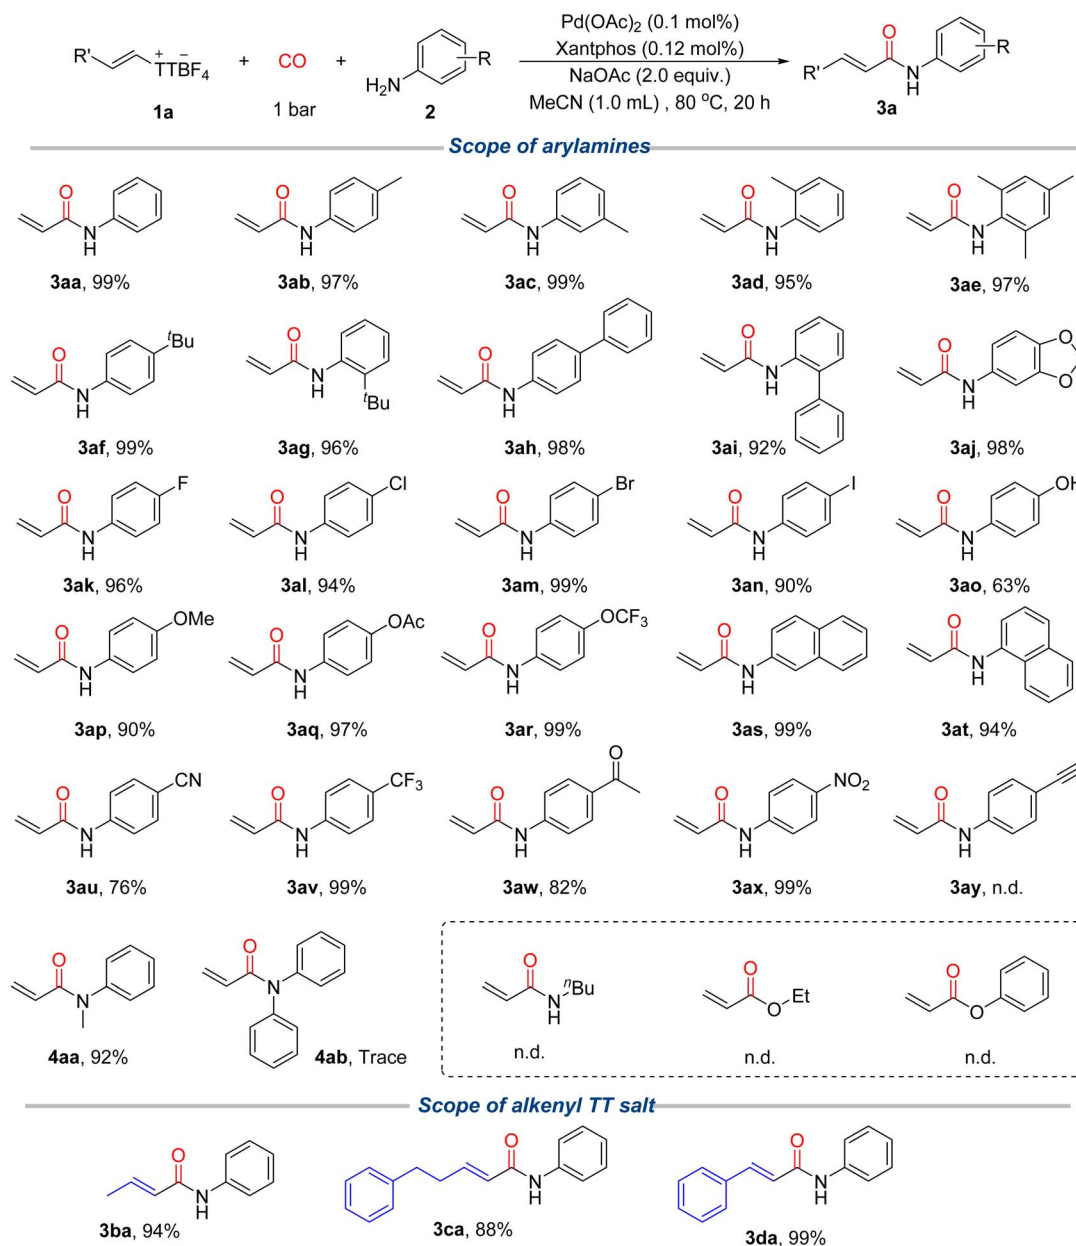 R' TTBF4 + CO + H2N R Pd(OAc)2 (0.1 mol%) R' O N H R
+ −
Xantphos (0.12 mol%)
NaOAc (2.0 equiv.)
1a 1 bar 2 MeCN (1.0 mL) , 80 oC, 20 h 3a
Scope of arylamines
O N H O N H O N H O N H O N H
3aa, 99% 3ab, 97% 3ac, 99% 3ad, 95% 3ae, 97%
O N H tBu O N H tBu O N H O N H O N H O O
3af, 99% 3ag, 96% 3ah, 98% 3ai, 92% 3aj, 98%
O N H F O N H Cl O N H Br O N H I O N H OH
3ak, 96% 3al, 94% 3am, 99% 3an, 90% 3ao, 63%
O N H OMe O N H OAc O N H OCF3 O N H O N H
3ap, 90% 3aq, 97% 3ar, 99% 3as, 99% 3at, 94%
O N H CN O N H CF3 O N H O O N H NO2 O N H
3au, 76% 3av, 99% 3aw, 82% 3ax, 99% 3ay, n.d.
O N O N O N H nBu O O Et O O
4aa, 92% 4ab, Trace n.d. n.d. n.d.
Scope of alkenyl TT salt
O N H O N H O N H
3ba, 94% 3ca, 88% 3da, 99%